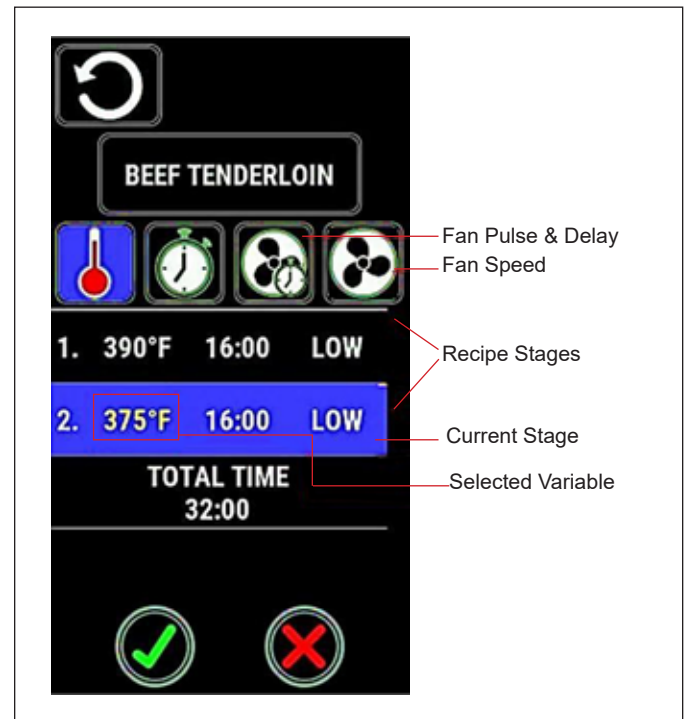 BEEF TENDERLOIN
Fan Pulse & Delay
Fan Speed
1. 390°F 16:00 LOW
Recipe Stages
2. 375°F 16:00 LOW
Current Stage
TOTAL TIME
Selected Variable
32:00